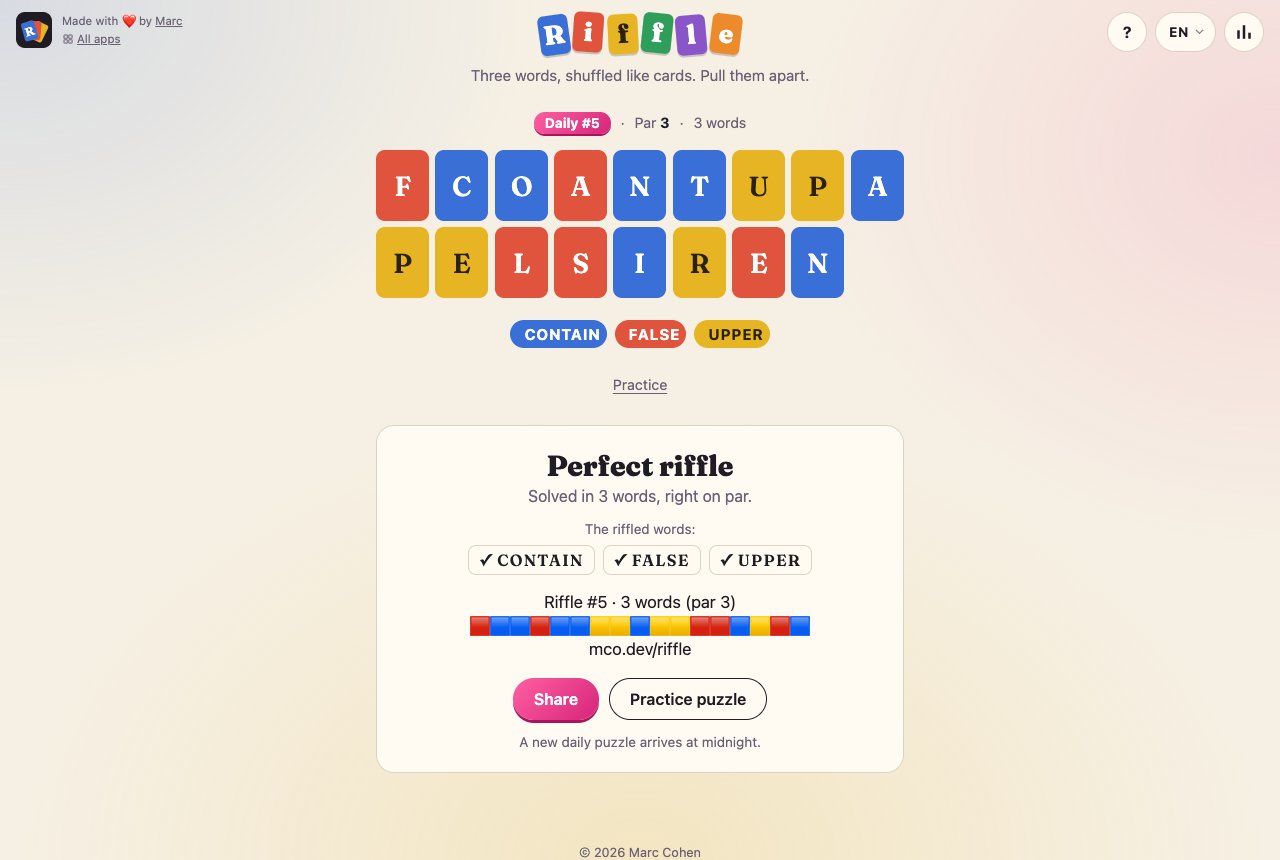 Made with ❤️ by Marc
All apps
R i f f l e
? EN
Three words, shuffled like cards. Pull them apart.
Daily #5 · Par 3 · 3 words
F C O A N T U P A
P E L S I R E N
CONTAIN FALSE UPPER
Practice
Perfect riffle
Solved in 3 words, right on par.
The riffled words:
✓ CONTAIN ✓ FALSE ✓ UPPER
Riffle #5 · 3 words (par 3)
mco.dev/riffle
Share Practice puzzle
A new daily puzzle arrives at midnight.
© 2026 Marc Cohen